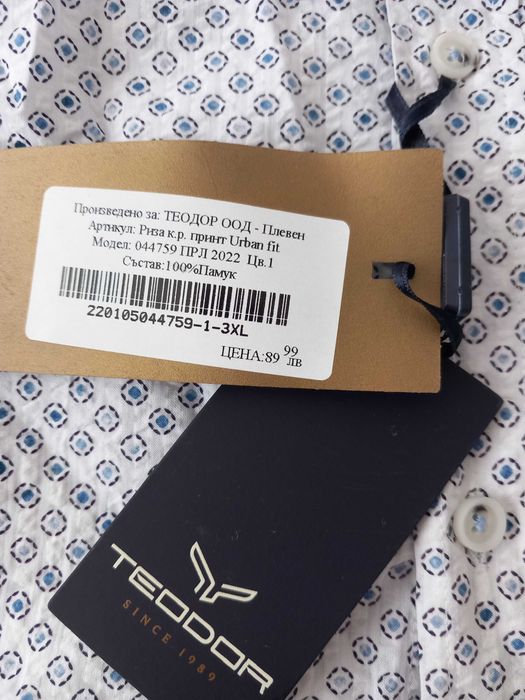 Произведено за: ТЕОДОР ООД - Плевен
Артикул: Риза к.р. принт Urban fit
Модел: 044759 ПРЛ 2022 Цв.1
Състав:100%Памук
220105044759-1-3XL
ЦЕНА:89 99 лв
TEODOR
SINCE 1989